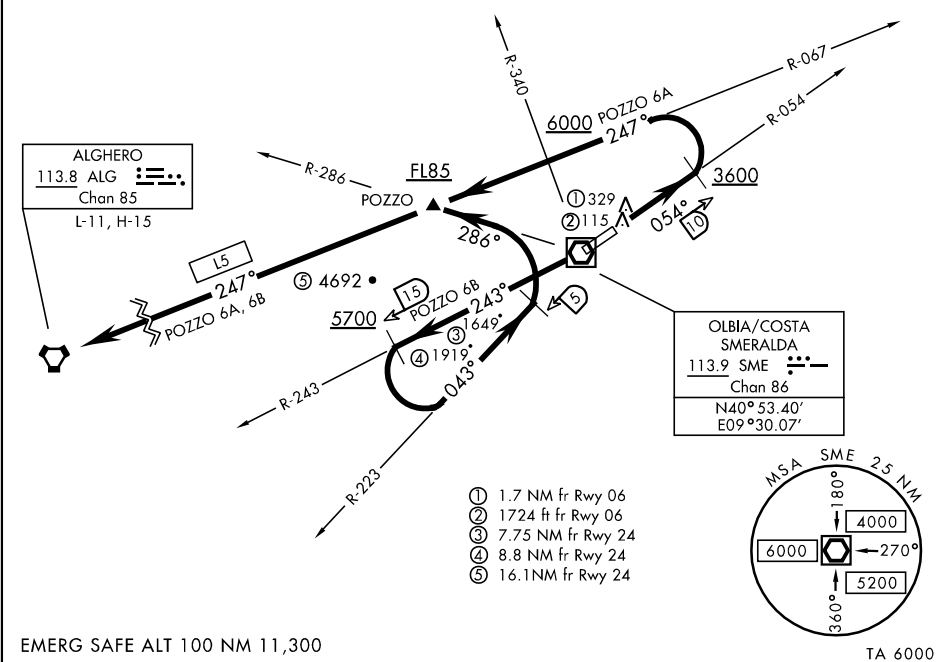 R-067
R-340
POZZO 6A
6000
247°
R-054
ALGHERO
113.8 ALG
Chan 85
L-11, H-15
R-286
FL85
POZZO
3600
① 329
② 115
054°
10
286°
L5
247°
POZZO 6A, 6B
⑤ 4692
15
POZZO 6B
243°
5
5700
③ 1649
④ 1919
043°
R-243
R-223
OLBIA/COSTA
SMERALDA
113.9 SME
Chan 86
N40°53.40'
E09°30.07'
① 1.7 NM fr Rwy 06
② 1724 ft fr Rwy 06
③ 7.75 NM fr Rwy 24
④ 8.8 NM fr Rwy 24
⑤ 16.1NM fr Rwy 24
MSA SME 25 NM
180°
4000
6000
270°
5200
360°
EMERG SAFE ALT 100 NM 11,300
TA 6000